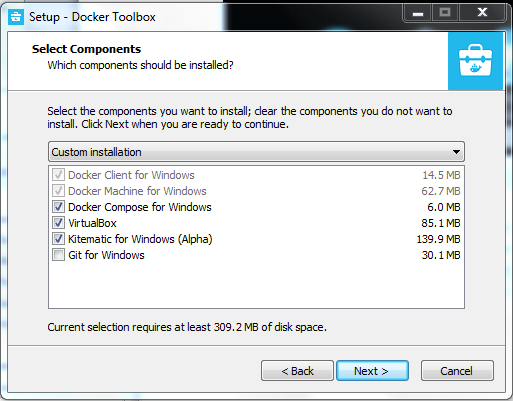 Setup - Docker Toolbox
Select Components
Which components should be installed?
Select the components you want to install; clear the components you do not want to
install. Click Next when you are ready to continue.
Custom installation
Docker Client for Windows 14.5 MB
Docker Machine for Windows 62.7 MB
Docker Compose for Windows 6.0 MB
VirtualBox 85.1 MB
Kitematic for Windows (Alpha) 139.9 MB
Git for Windows 30.1 MB
Current selection requires at least 309.2 MB of disk space.
< Back Next > Cancel